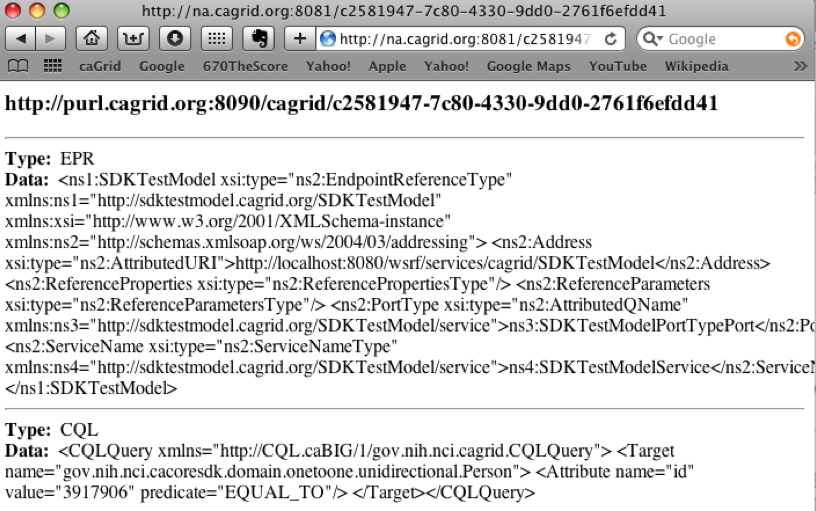 http://na.cagrid.org:8081/c2581947-7c80-4330-9dd0-2761f6efdd41
http://na.cagrid.org:8081/c2581947 Google
caGrid Google 670TheScore Yahoo! Apple Yahoo! Google Maps YouTube Wikipedia
http://purl.cagrid.org:8090/cagrid/c2581947-7c80-4330-9dd0-2761f6efdd41
Type: EPR
Data: <ns1:SDKTestModel xsi:type="ns2:EndpointReferenceType"
xmlns:ns1="http://sdktestmodel.cagrid.org/SDKTestModel"
xmlns:xsi="http://www.w3.org/2001/XMLSchema-instance"
xmlns:ns2="http://schemas.xmlsoap.org/ws/2004/03/addressing"> <ns2:Address
xsi:type="ns2:AttributedURI">http://localhost:8080/wsrf/services/cagrid/SDKTestModel</ns2:Address>
<ns2:ReferenceProperties xsi:type="ns2:ReferencePropertiesType"/> <ns2:ReferenceParameters
xsi:type="ns2:ReferenceParametersType"/> <ns2:PortType xsi:type="ns2:AttributedQName"
xmlns:ns3="http://sdktestmodel.cagrid.org/SDKTestModel/service">ns3:SDKTestModelPortTypePort</ns2:Po
<ns2:ServiceName xsi:type="ns2:ServiceNameType"
xmlns:ns4="http://sdktestmodel.cagrid.org/SDKTestModel/service">ns4:SDKTestModelService</ns2:ServiceN
</ns1:SDKTestModel>
Type: CQL
Data: <CQLQuery xmlns="http://CQL.caBIG/1/gov.nih.nci.cagrid.CQLQuery"> <Target
name="gov.nih.nci.cacoresdk.domain.onetoone.unidirectional.Person"> <Attribute name="id"
value="3917906" predicate="EQUAL_TO"/> </Target></CQLQuery>